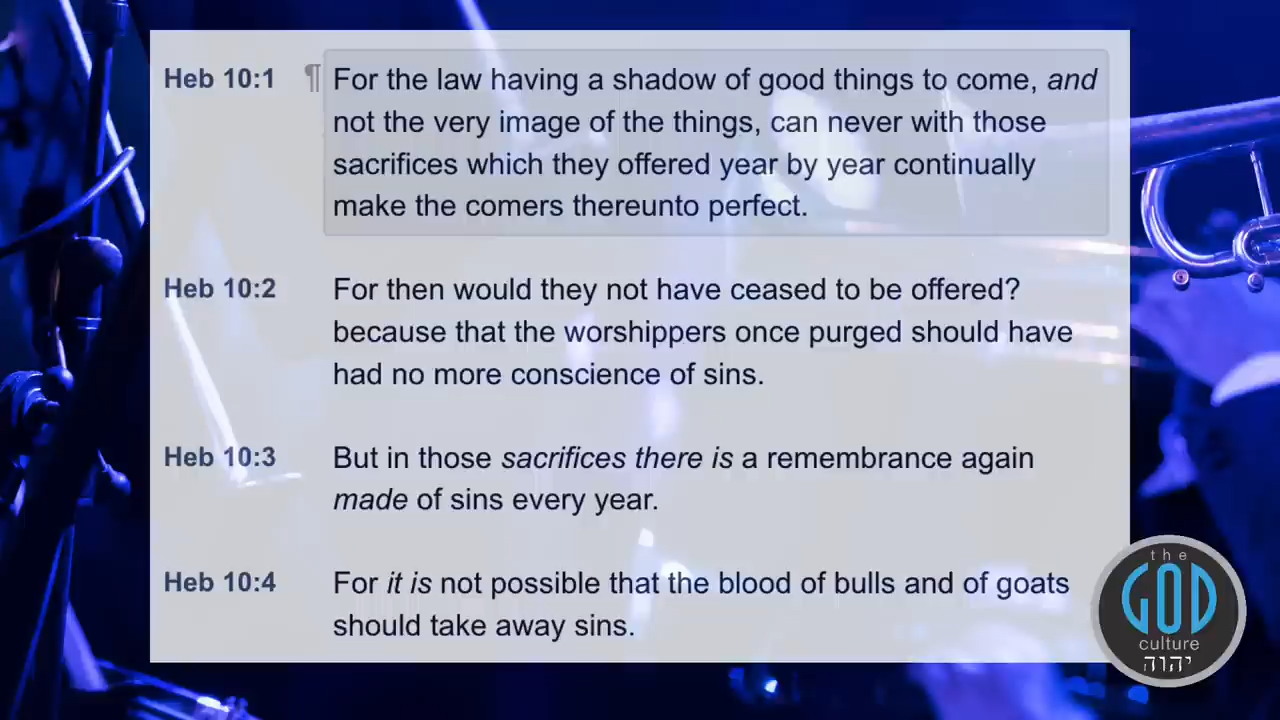 Heb 10:1 ¶ For the law having a shadow of good things to come, and
not the very image of the things, can never with those
sacrifices which they offered year by year continually
make the comers thereunto perfect.
Heb 10:2 For then would they not have ceased to be offered?
because that the worshippers once purged should have
had no more conscience of sins.
Heb 10:3 But in those sacrifices there is a remembrance again
made of sins every year.
Heb 10:4 For it is not possible that the blood of bulls and of goats
should take away sins.
the
GOD
culture
יהוה